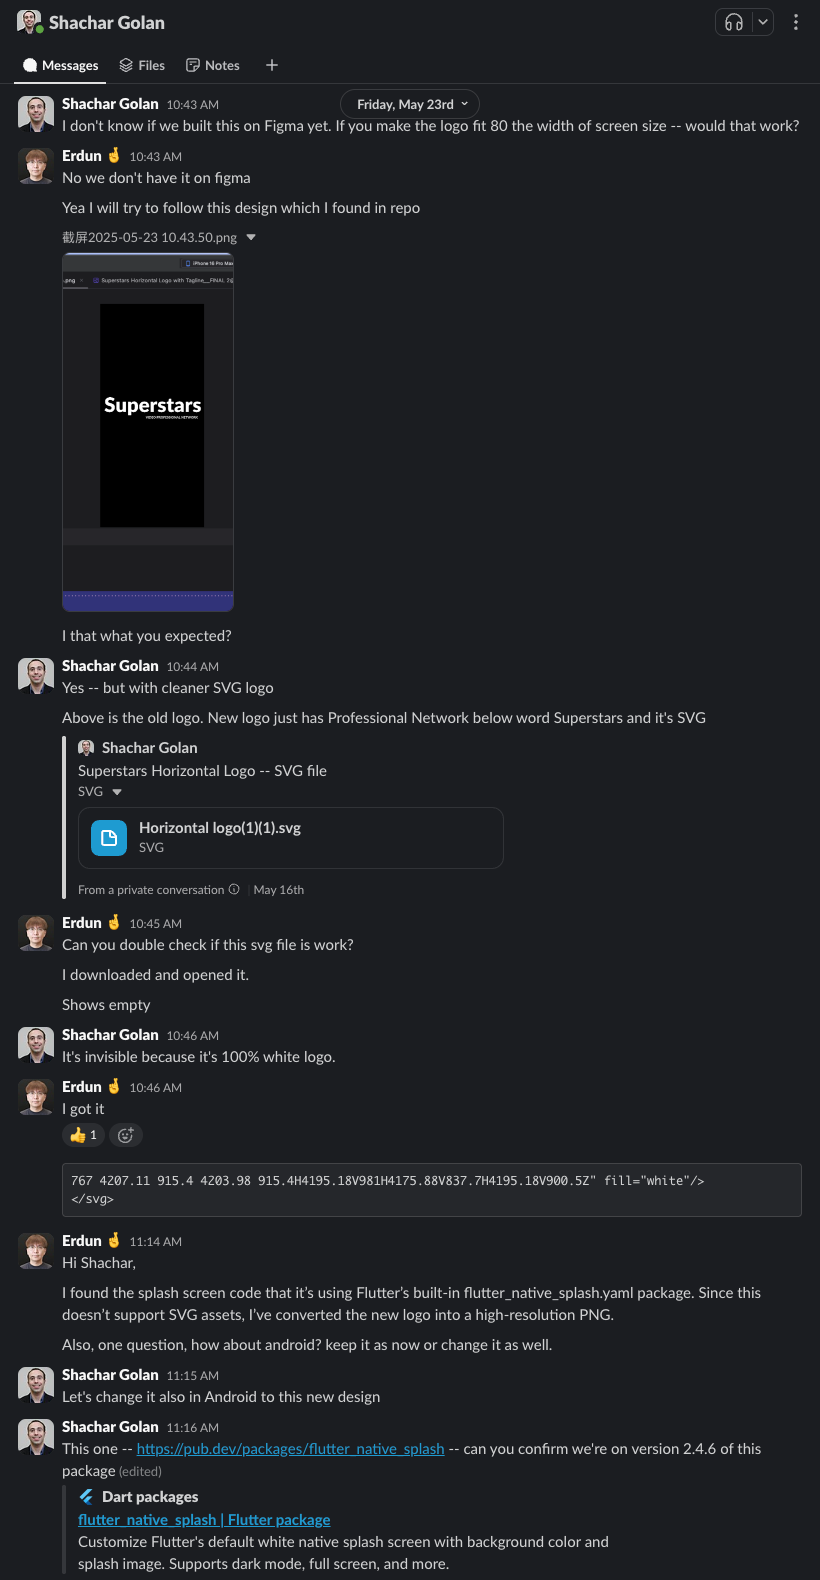 Shachar Golan
Messages Files Notes
Friday, May 23rd
Shachar Golan 10:43 AM
I don't know if we built this on Figma yet. If you make the logo fit 80 the width of screen size -- would that work?
Erdun 🤞 10:43 AM
No we don't have it on figma
Yea I will try to follow this design which I found in repo
截屏2025-05-23 10.43.50.png
iPhone 16 Pro Max
.png Superstars Horizontal Logo with Tagline__FINAL 2@
Superstars
VIDEO PROFESSIONAL NETWORK
I that what you expected?
Shachar Golan 10:44 AM
Yes -- but with cleaner SVG logo
Above is the old logo. New logo just has Professional Network below word Superstars and it's SVG
Shachar Golan
Superstars Horizontal Logo -- SVG file
SVG
Horizontal logo(1)(1).svg
SVG
From a private conversation | May 16th
Erdun 🤞 10:45 AM
Can you double check if this svg file is work?
I downloaded and opened it.
Shows empty
Shachar Golan 10:46 AM
It's invisible because it's 100% white logo.
Erdun 🤞 10:46 AM
I got it
👍 1
767 4207.11 915.4 4203.98 915.4H4195.18V981H4175.88V837.7H4195.18V900.5Z" fill="white"/>
</svg>
Erdun 🤞 11:14 AM
Hi Shachar,
I found the splash screen code that it’s using Flutter’s built-in flutter_native_splash.yaml package. Since this
doesn’t support SVG assets, I’ve converted the new logo into a high-resolution PNG.
Also, one question, how about android? keep it as now or change it as well.
Shachar Golan 11:15 AM
Let's change it also in Android to this new design
Shachar Golan 11:16 AM
This one -- https://pub.dev/packages/flutter_native_splash -- can you confirm we're on version 2.4.6 of this
package (edited)
Dart packages
flutter_native_splash | Flutter package
Customize Flutter's default white native splash screen with background color and
splash image. Supports dark mode, full screen, and more.